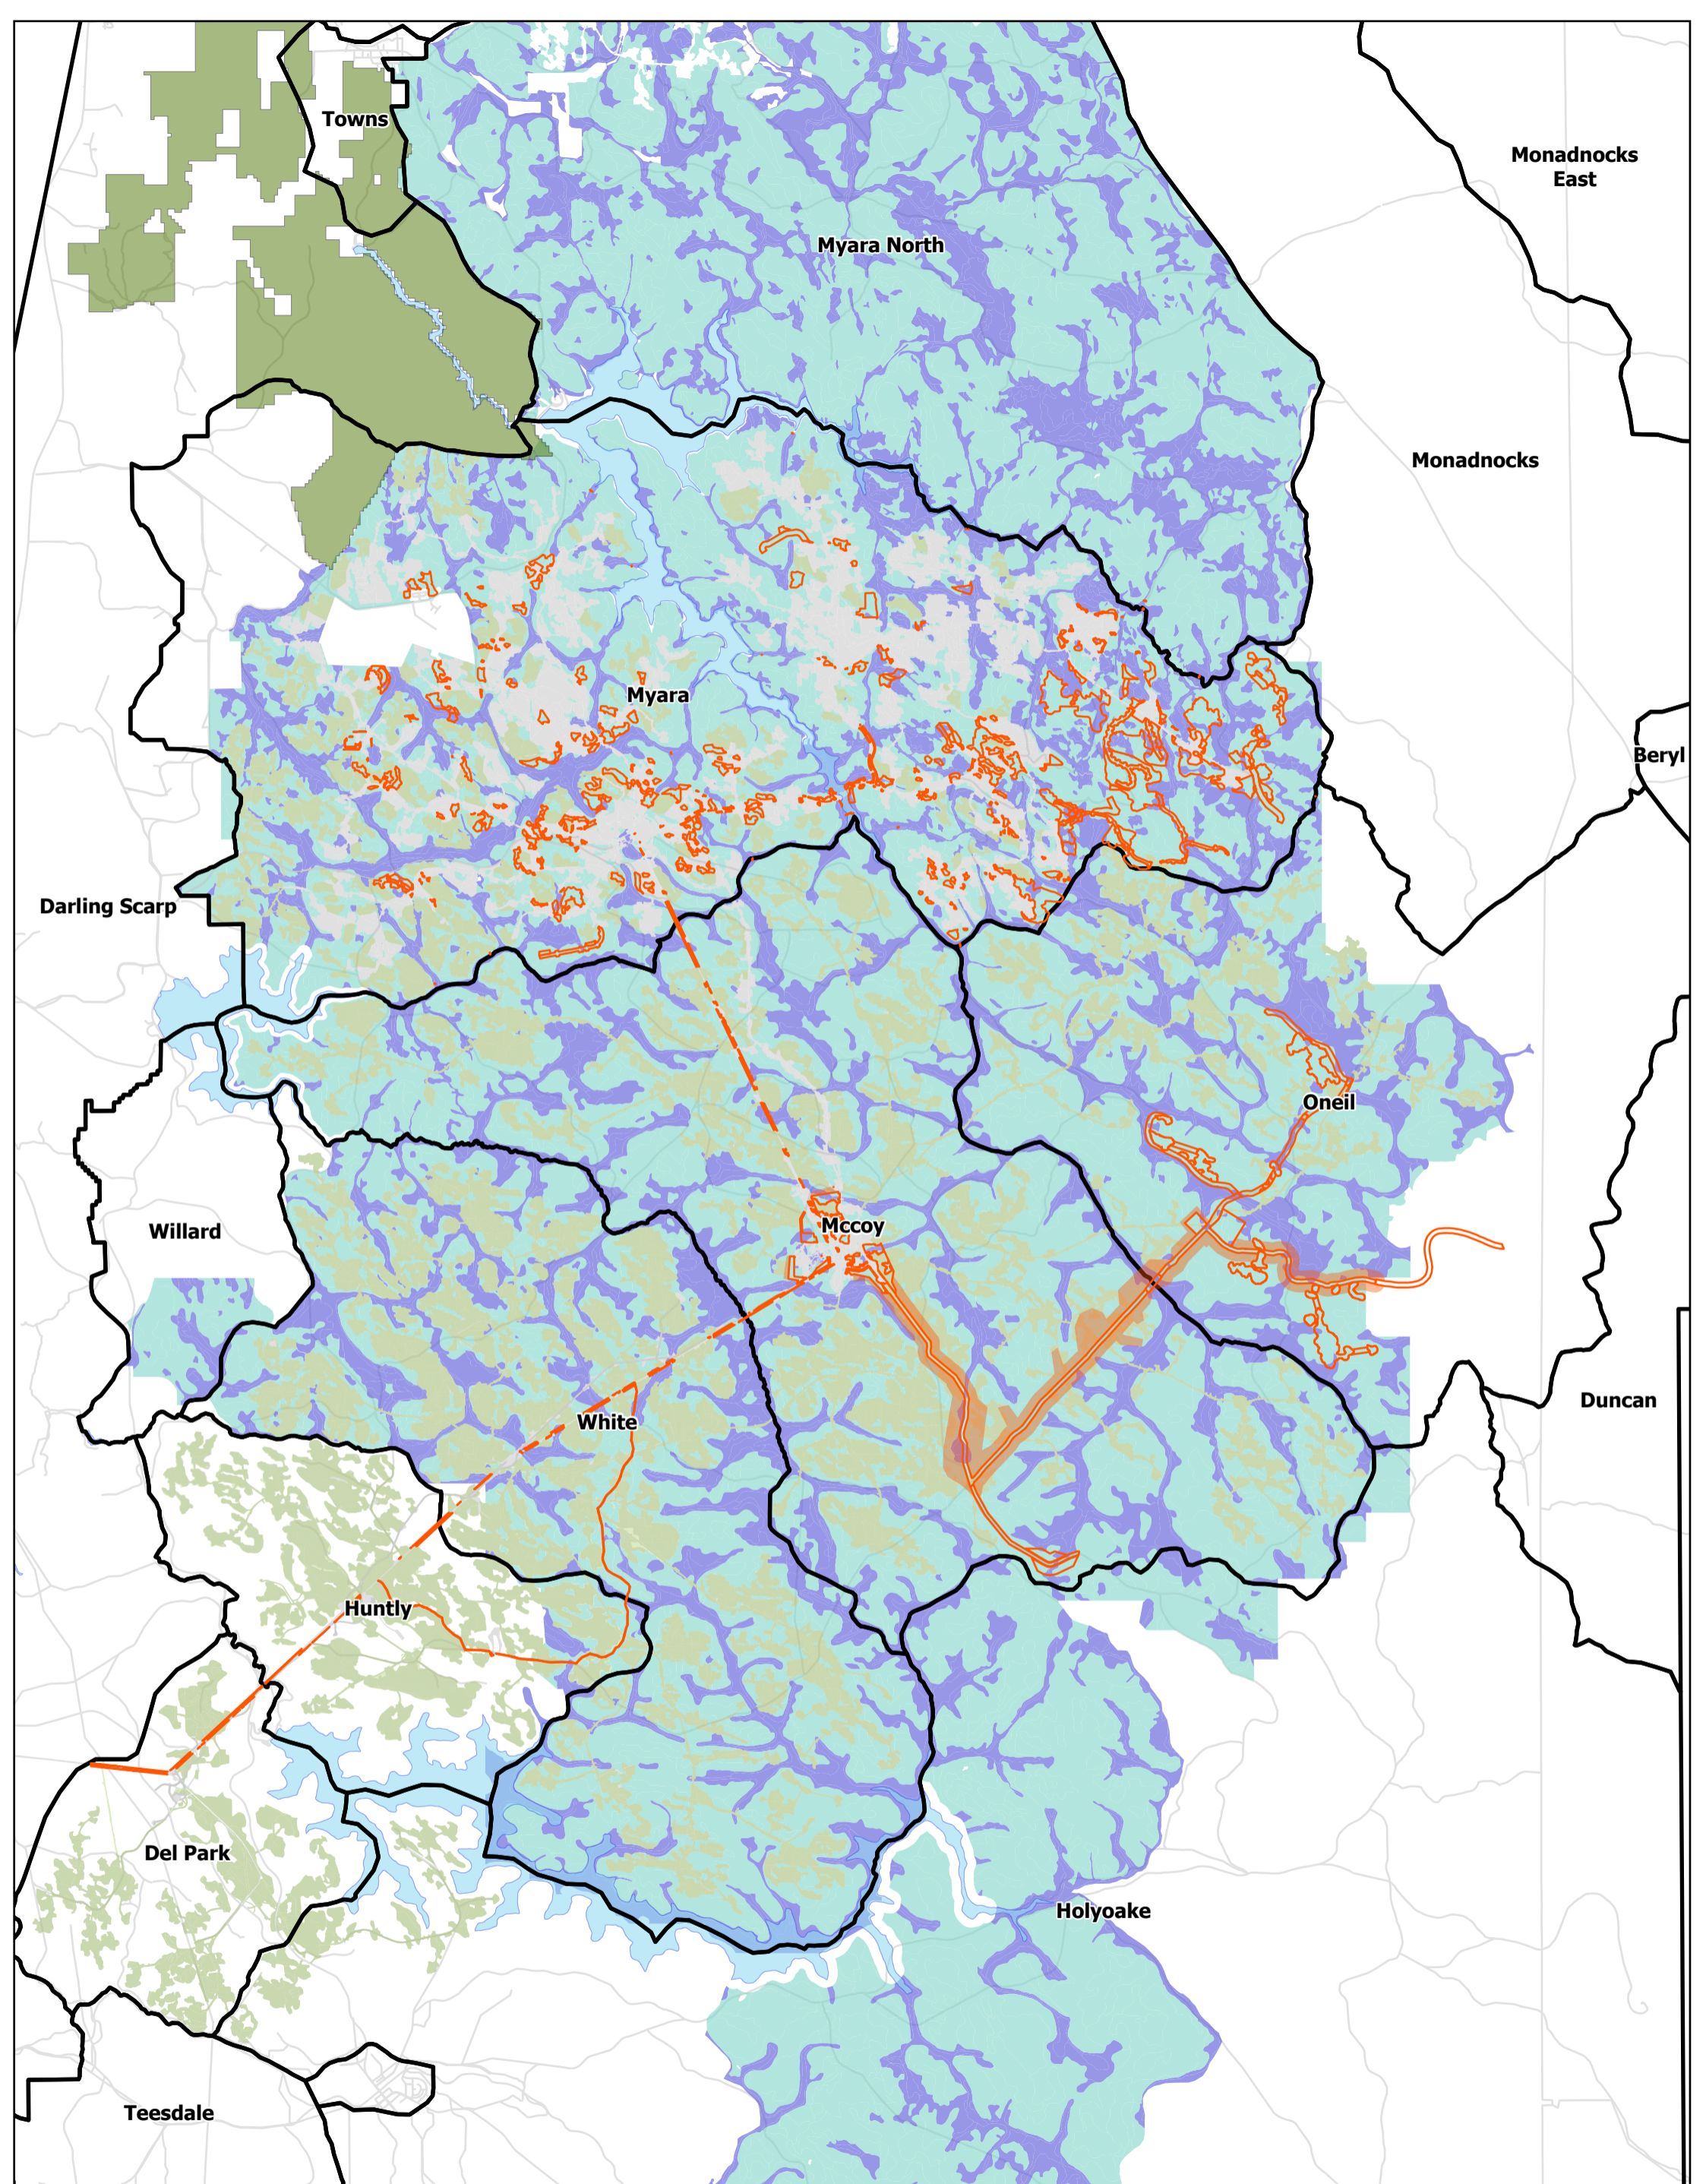 Towns
Monadnocks
East
Myara North
Monadnocks
Myara
Beryl
Darling Scarp
Oneil
Mccoy
Willard
Duncan
White
Huntly
Del Park
Holyoake
Teesdale